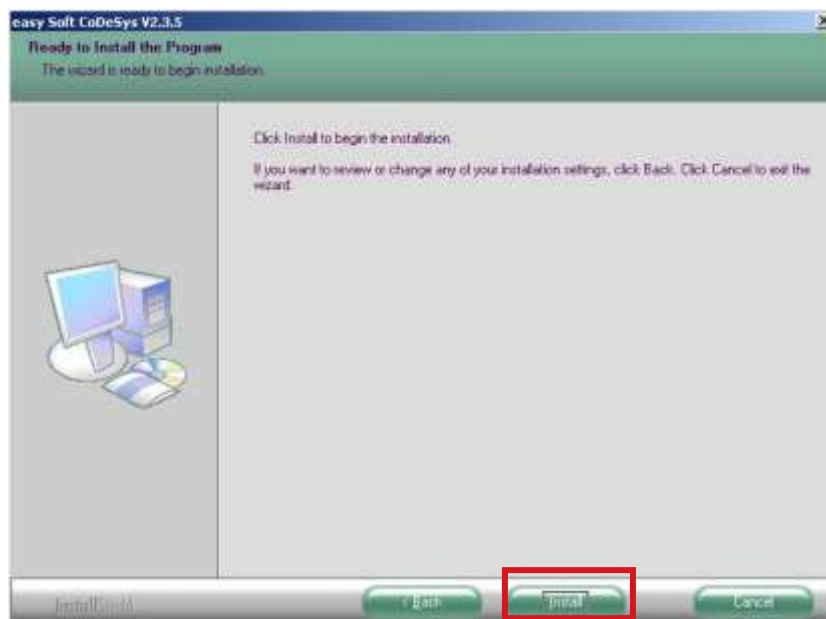 easy Soft CoDeSys V2.3.5
Ready to Install the Program
The wizard is ready to begin installation.
Click Install to begin the installation.
If you want to review or change any of your installation settings, click Back. Click Cancel to exit the
wizard.
InstallShield
< Back
Install
Cancel